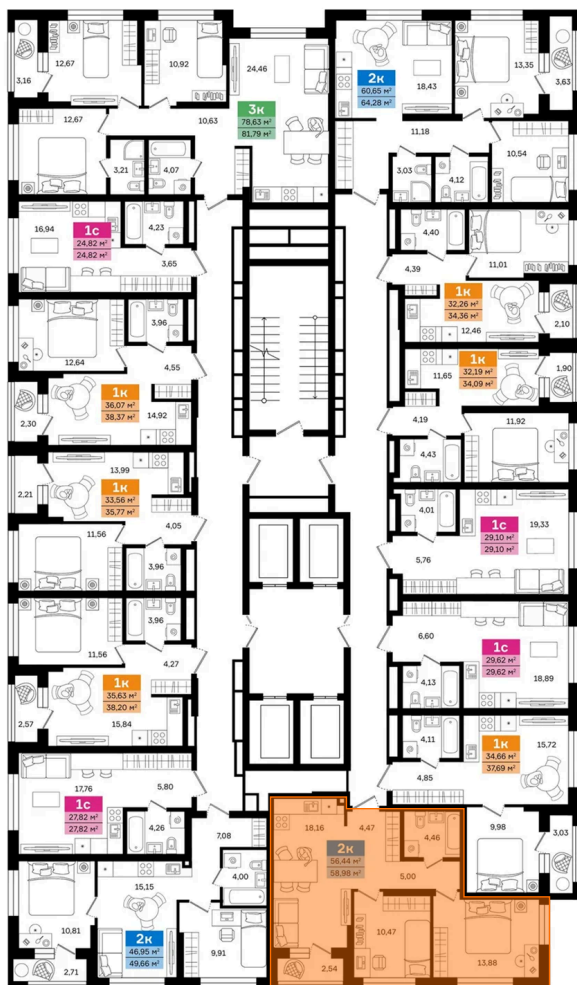 3,16
12,67
10,92
24,46
3к
78,63 м²
81,79 м²
12,67
10,63
3,21
4,07
2к
60,65 м²
64,28 м²
18,43
13,35
3,63
11,18
3,03
4,12
10,54
16,94
1с
24,82 м²
24,82 м²
4,23
3,65
4,40
4,39
11,01
1к
32,26 м²
34,36 м²
12,46
2,10
12,64
3,96
4,55
1к
36,07 м²
38,37 м²
14,92
2,30
11,65
1к
32,19 м²
34,09 м²
1,90
4,19
4,43
11,92
2,21
13,99
1к
33,56 м²
35,77 м²
4,05
11,56
3,96
4,01
1с
29,10 м²
29,10 м²
19,33
5,76
11,56
3,96
4,27
1к
35,63 м²
38,20 м²
2,57
15,84
6,60
1с
29,62 м²
29,62 м²
4,13
18,89
4,11
1к
34,66 м²
37,69 м²
15,72
4,85
9,98
3,03
17,76
5,80
1с
27,82 м²
27,82 м²
4,26
7,08
4,00
15,15
10,81
2к
46,95 м²
49,66 м²
2,71
9,91
18,16
4,47
2к
56,44 м²
58,98 м²
4,46
5,00
10,47
2,54
13,88